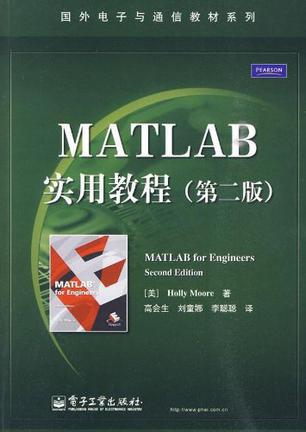 国外电子与通信教材系列
PEARSON
MATLAB
实用教程（第二版）
MATLAB for Engineers
Second Edition
MATLAB
for Engineers
［美］ Holly Moore 著
高会生 刘童娜 李聪聪 译
电子工业出版社
PUBLISHING HOUSE OF ELECTRONICS INDUSTRY
http://www.phei.com.cn